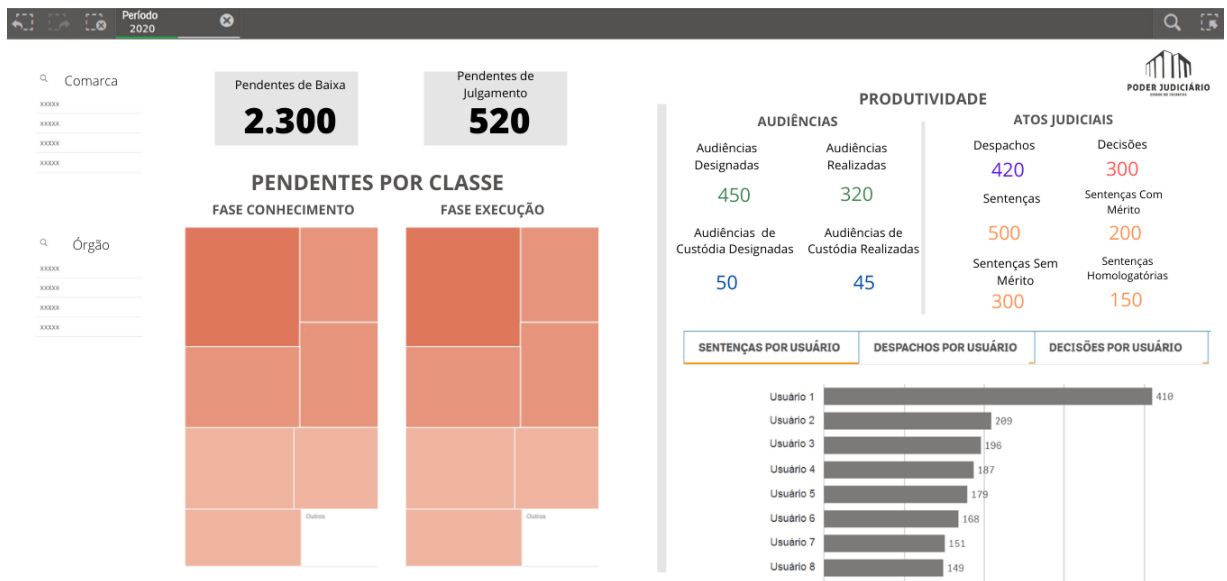 Período
2020
Comarca
xxxxx
xxxxx
xxxxx
xxxxx
Órgão
xxxxx
xxxxx
xxxxx
xxxxx
Pendentes de Baixa
2.300
Pendentes de
Julgamento
520
PENDENTES POR CLASSE
FASE CONHECIMENTO
FASE EXECUÇÃO
Outros
Outros
PODER JUDICIÁRIO
PRODUTIVIDADE
AUDIÊNCIAS
Audiências
Designadas
450
Audiências
Realizadas
320
Audiências de
Custódia Designadas
50
Audiências de
Custódia Realizadas
45
ATOS JUDICIAIS
Despachos
420
Decisões
300
Sentenças
500
Sentenças Com
Mérito
200
Sentenças Sem
Mérito
300
Sentenças
Homologatórias
150
SENTENÇAS POR USUÁRIO
DESPACHOS POR USUÁRIO
DECISÕES POR USUÁRIO
Usuário 1 410
Usuário 2 209
Usuário 3 196
Usuário 4 187
Usuário 5 179
Usuário 6 168
Usuário 7 151
Usuário 8 149